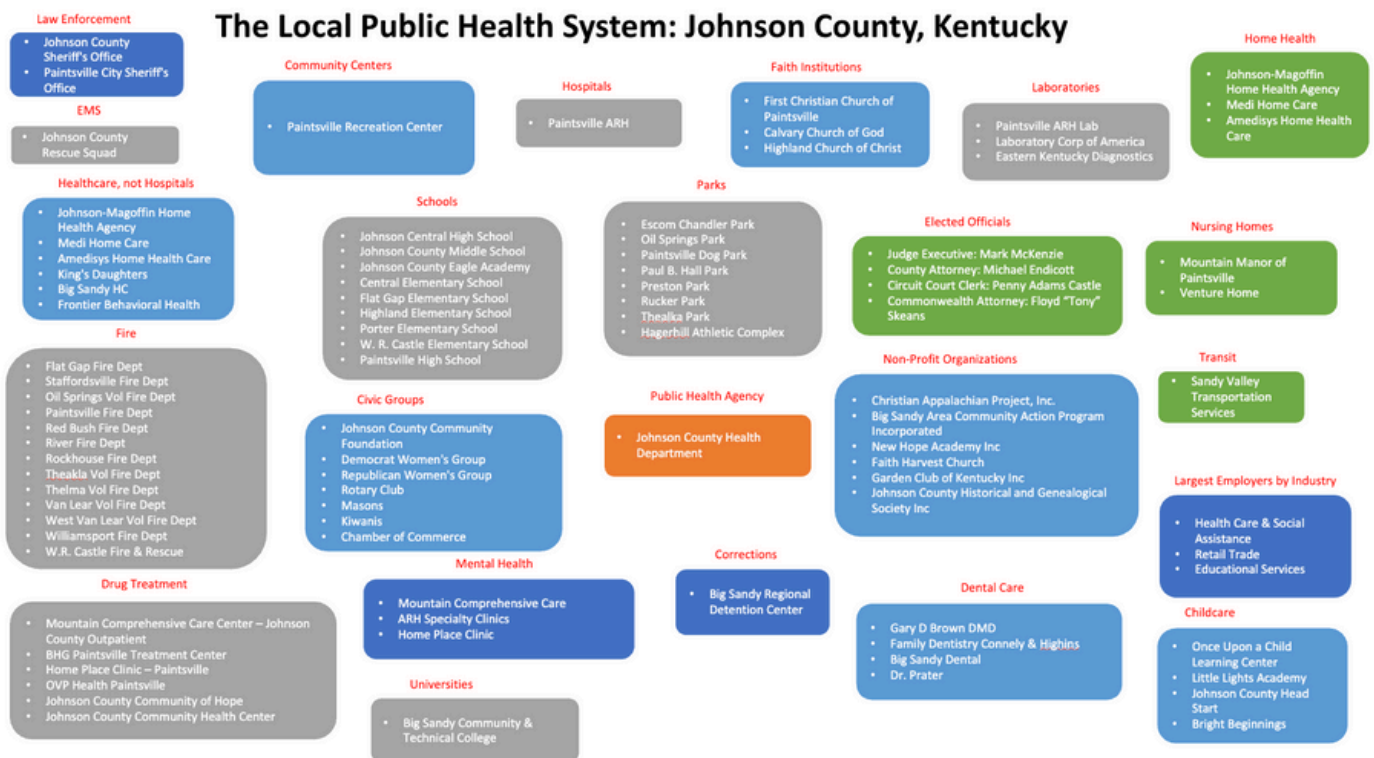 The Local Public Health System: Johnson County, Kentucky
Law Enforcement
• Johnson County
Sheriff's Office
• Paintsville City Sheriff's
Office
EMS
• Johnson County
Rescue Squad
Community Centers
• Paintsville Recreation Center
Hospitals
• Paintsville ARH
Faith Institutions
• First Christian Church of
Paintsville
• Calvary Church of God
• Highland Church of Christ
Laboratories
• Paintsville ARH Lab
• Laboratory Corp of America
• Eastern Kentucky Diagnostics
Home Health
• Johnson-Magoffin
Home Health Agency
• Medi Home Care
• Amedisys Home Health
Care
Healthcare, not Hospitals
• Johnson-Magoffin Home
Health Agency
• Medi Home Care
• Amedisys Home Health Care
• King's Daughters
• Big Sandy HC
• Frontier Behavioral Health
Schools
• Johnson Central High School
• Johnson County Middle School
• Johnson County Eagle Academy
• Central Elementary School
• Flat Gap Elementary School
• Highland Elementary School
• Porter Elementary School
• W. R. Castle Elementary School
• Paintsville High School
Parks
• Escom Chandler Park
• Oil Springs Park
• Paintsville Dog Park
• Paul B. Hall Park
• Preston Park
• Rucker Park
• Thealka Park
• Hagerhill Athletic Complex
Elected Officials
• Judge Executive: Mark McKenzie
• County Attorney: Michael Endicott
• Circuit Court Clerk: Penny Adams Castle
• Commonwealth Attorney: Floyd "Tony"
Skeans
Nursing Homes
• Mountain Manor of
Paintsville
• Venture Home
Fire
• Flat Gap Fire Dept
• Staffordsville Fire Dept
• Oil Springs Vol Fire Dept
• Paintsville Fire Dept
• Red Bush Fire Dept
• River Fire Dept
• Rockhouse Fire Dept
• Theakla Vol Fire Dept
• Thelma Vol Fire Dept
• Van Lear Vol Fire Dept
• West Van Lear Vol Fire Dept
• Williamsport Fire Dept
• W.R. Castle Fire & Rescue
Civic Groups
• Johnson County Community
Foundation
• Democrat Women's Group
• Republican Women's Group
• Rotary Club
• Masons
• Kiwanis
• Chamber of Commerce
Public Health Agency
• Johnson County Health
Department
Non-Profit Organizations
• Christian Appalachian Project, Inc.
• Big Sandy Area Community Action Program
Incorporated
• New Hope Academy Inc
• Faith Harvest Church
• Garden Club of Kentucky Inc
• Johnson County Historical and Genealogical
Society Inc
Transit
• Sandy Valley
Transportation
Services
Largest Employers by Industry
• Health Care & Social
Assistance
• Retail Trade
• Educational Services
Drug Treatment
• Mountain Comprehensive Care Center – Johnson
County Outpatient
• BHG Paintsville Treatment Center
• Home Place Clinic – Paintsville
• OVP Health Paintsville
• Johnson County Community of Hope
• Johnson County Community Health Center
Mental Health
• Mountain Comprehensive Care
• ARH Specialty Clinics
• Home Place Clinic
Corrections
• Big Sandy Regional
Detention Center
Dental Care
• Gary D Brown DMD
• Family Dentistry Connely & Highins
• Big Sandy Dental
• Dr. Prater
Childcare
• Once Upon a Child
Learning Center
• Little Lights Academy
• Johnson County Head
Start
• Bright Beginnings
Universities
• Big Sandy Community &
Technical College